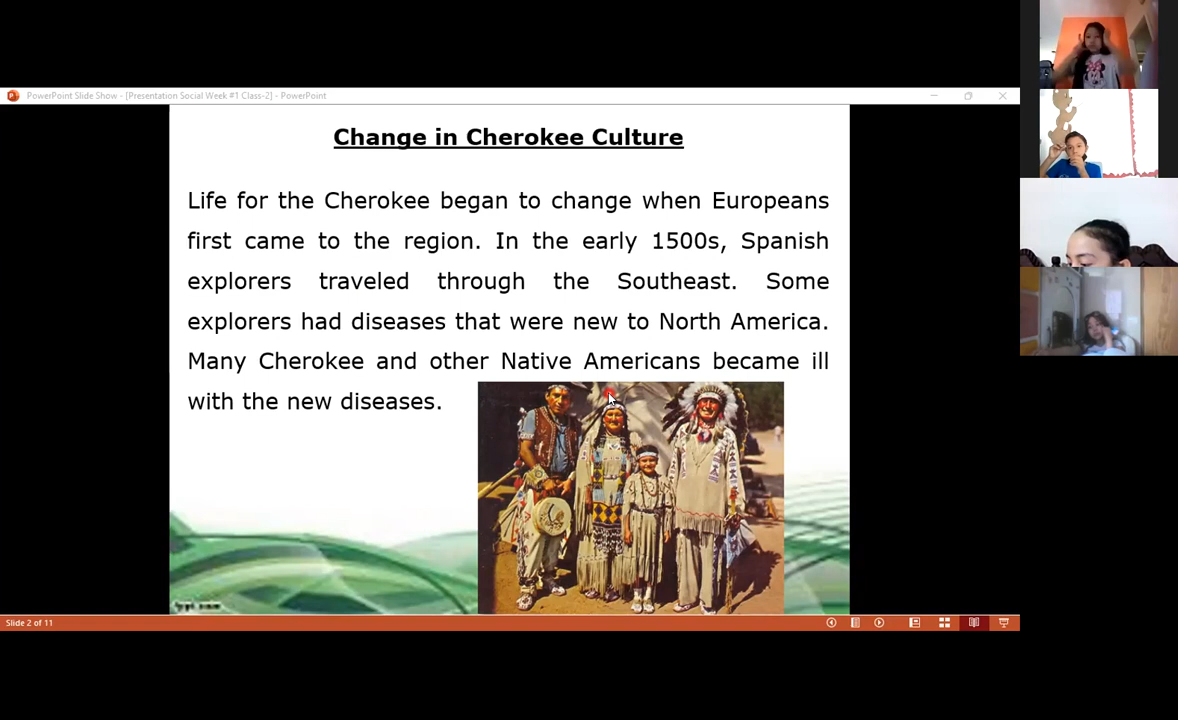 PowerPoint Slide Show - [Presentation Social Week #1 Class-2] - PowerPoint
Change in Cherokee Culture
Life for the Cherokee began to change when Europeans
first came to the region. In the early 1500s, Spanish
explorers traveled through the Southeast. Some
explorers had diseases that were new to North America.
Many Cherokee and other Native Americans became ill
with the new diseases.
Slide 2 of 11